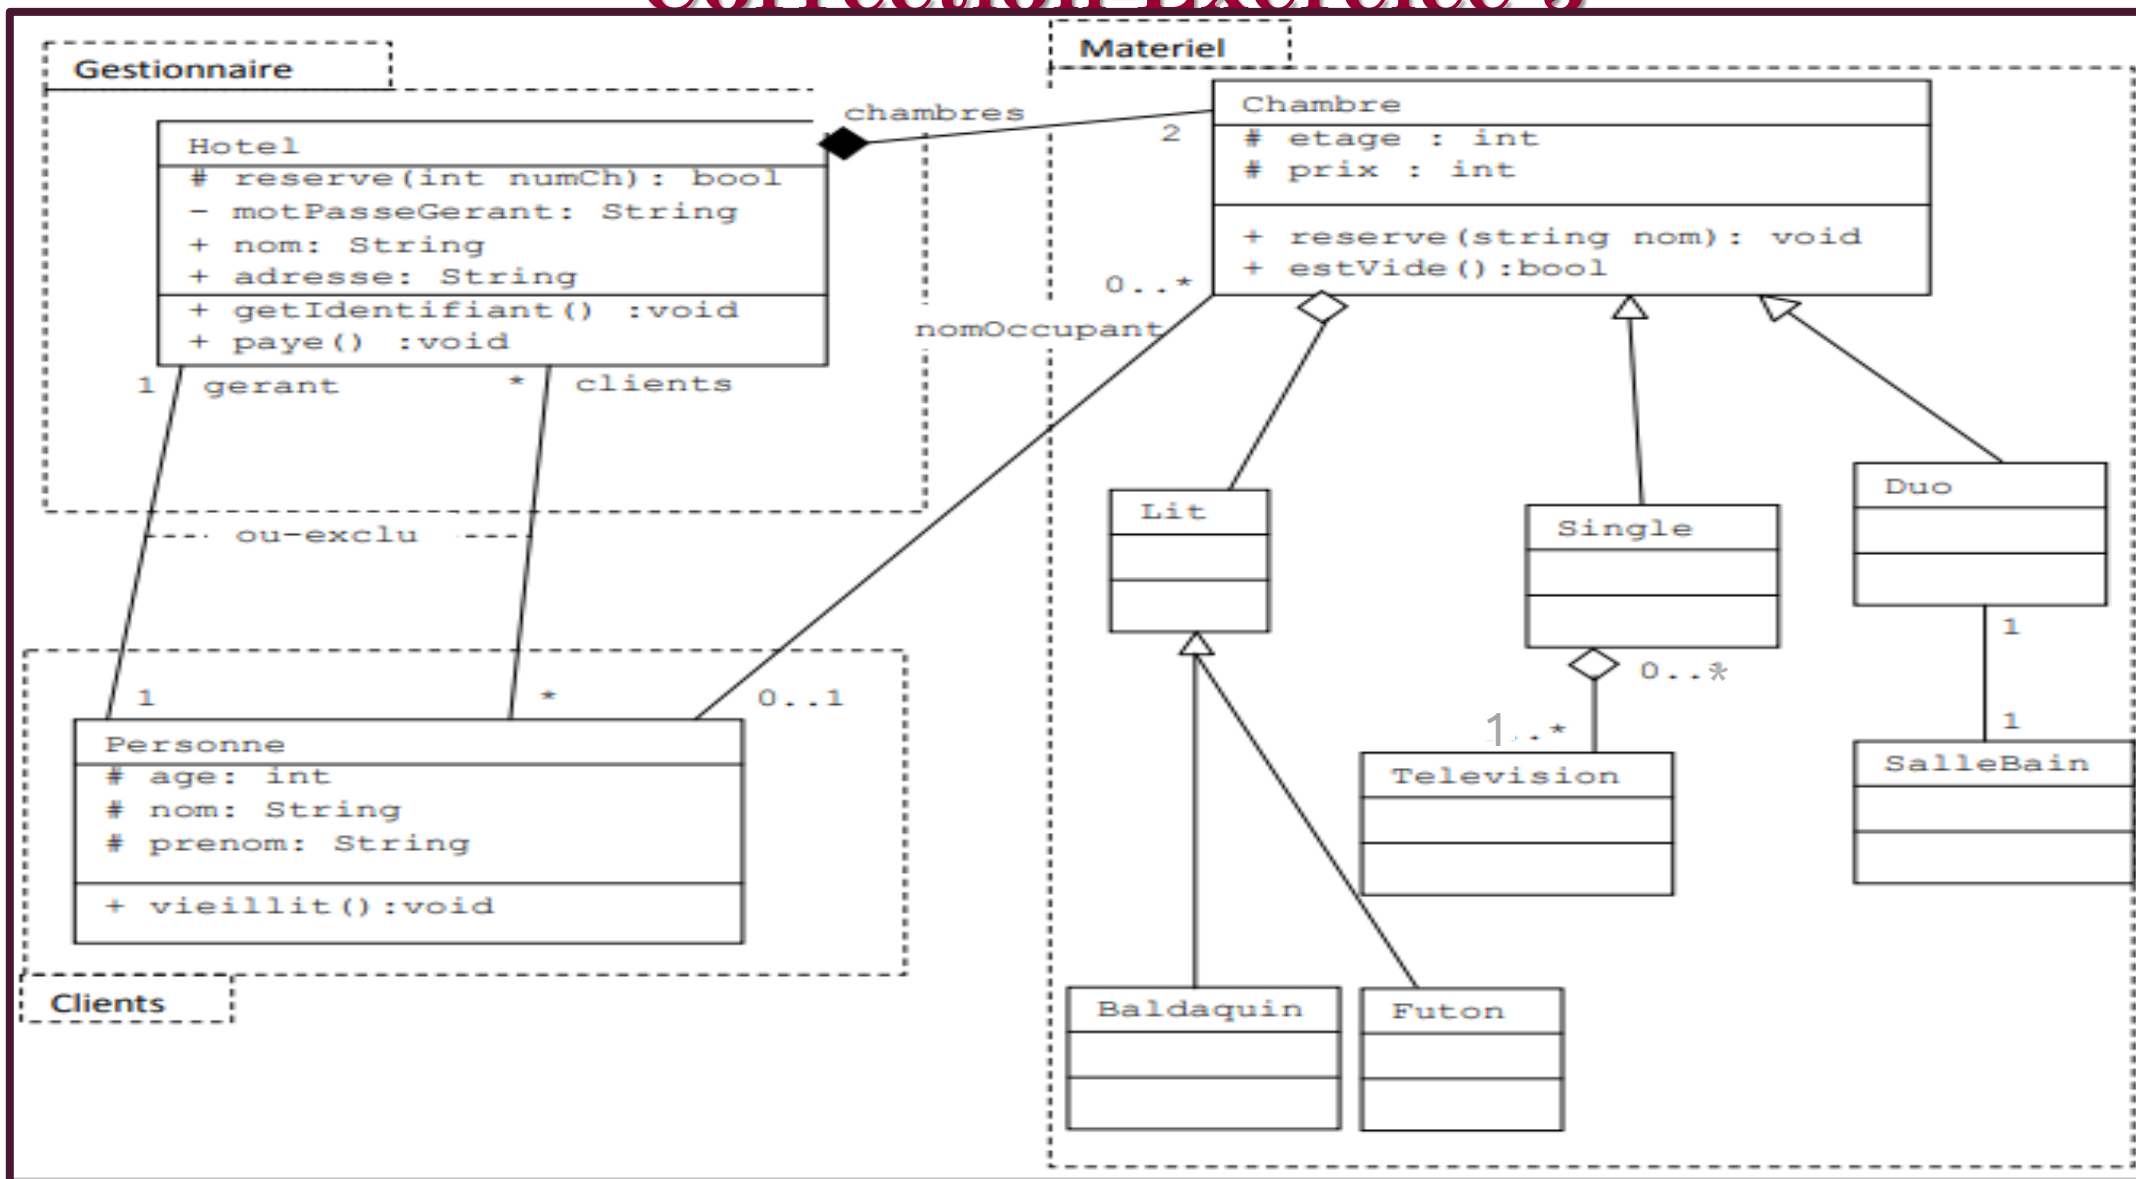 Correction-Exercice 5
Gestionnaire
Hotel
# reserve(int numCh): bool
- motPasseGerant: String
+ nom: String
+ adresse: String
+ getIdentifiant() :void
+ paye() :void
1 gerant * clients
ou-exclu
1 * 0..1
Personne
# age: int
# nom: String
# prenom: String
+ vieillit():void
Clients
chambres
2
0..*
nomOccupant
Materiel
Chambre
# etage : int
# prix : int
+ reserve(string nom): void
+ estVide():bool
Lit
Single
Duo
0..*
1..*
1
1
Television
SalleBain
Baldaquin
Futon